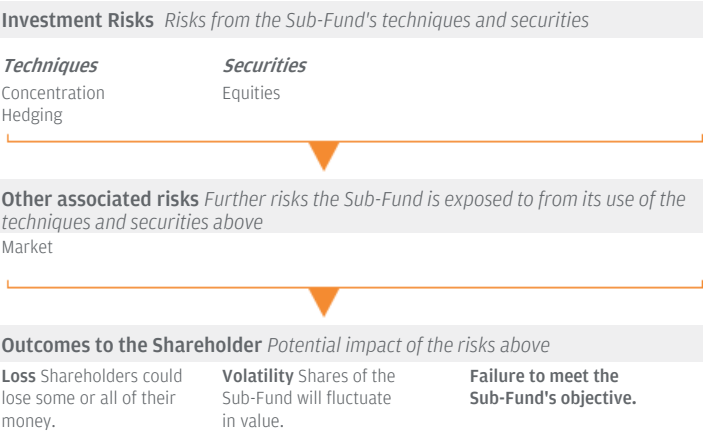 Investment Risks Risks from the Sub-Fund's techniques and securities
Techniques
Concentration
Hedging
Securities
Equities
Other associated risks Further risks the Sub-Fund is exposed to from its use of the
techniques and securities above
Market
Outcomes to the Shareholder Potential impact of the risks above
Loss Shareholders could
lose some or all of their
money.
Volatility Shares of the
Sub-Fund will fluctuate
in value.
Failure to meet the
Sub-Fund's objective.